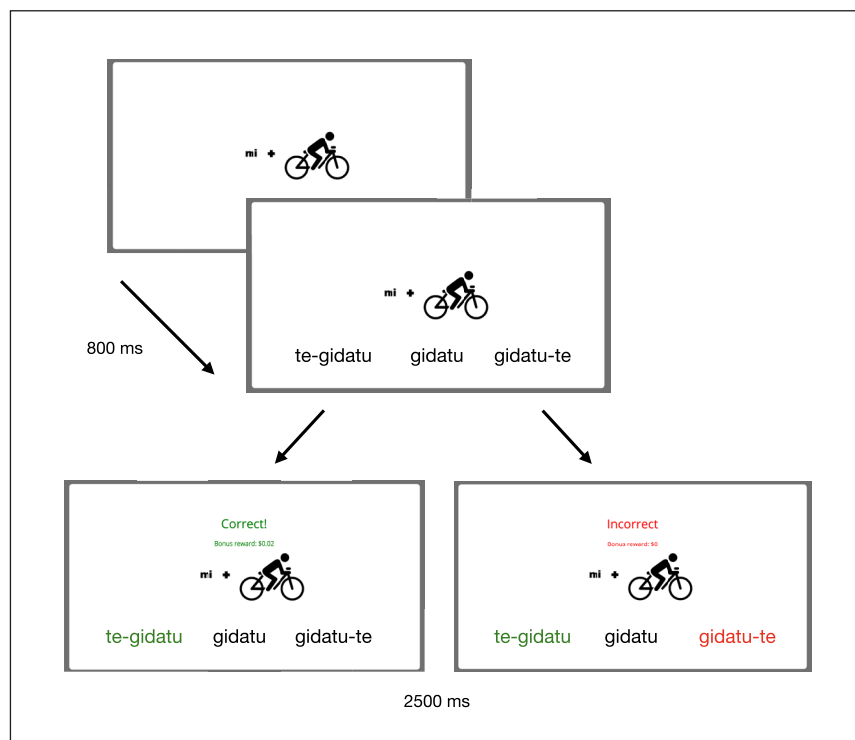 mi +
mi +
te-gidatu gidatu gidatu-te
800 ms
Correct!
Bonus reward: $0.02
mi +
te-gidatu gidatu gidatu-te
Incorrect
Bonus reward: $0
mi +
te-gidatu gidatu gidatu-te
2500 ms